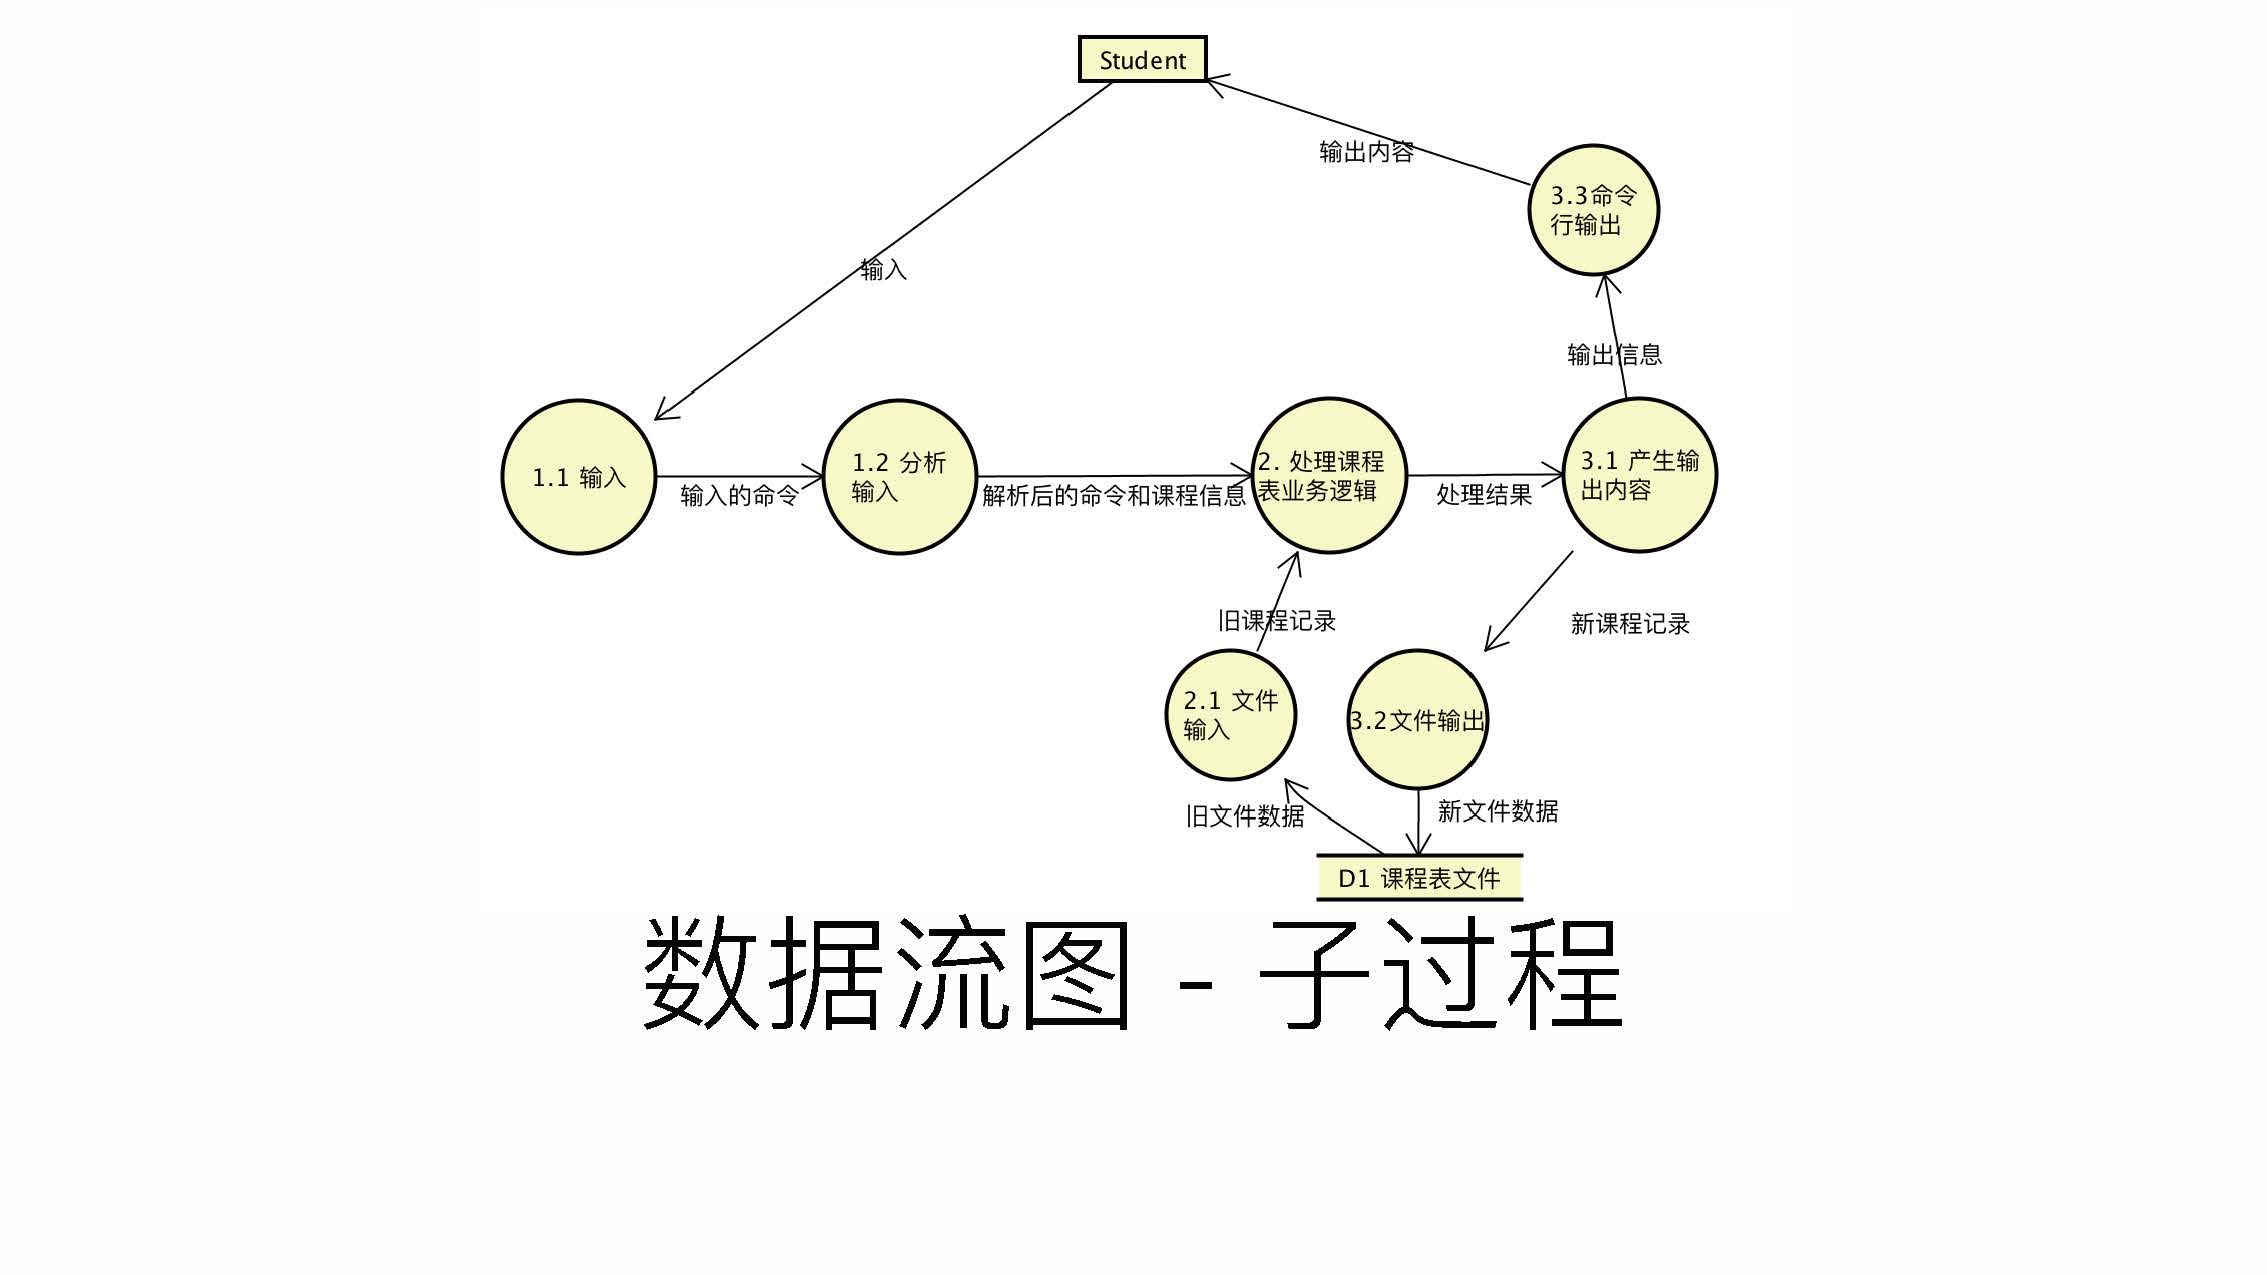 Student
输出内容
3.3命令
行输出
输入
输出信息
1.1 输入
输入的命令
1.2 分析
输入
解析后的命令和课程信息
2. 处理课程
表业务逻辑
处理结果
3.1 产生输
出内容
旧课程记录
新课程记录
2.1 文件
输入
3.2文件输出
旧文件数据
新文件数据
D1 课程表文件
数据流图 - 子过程